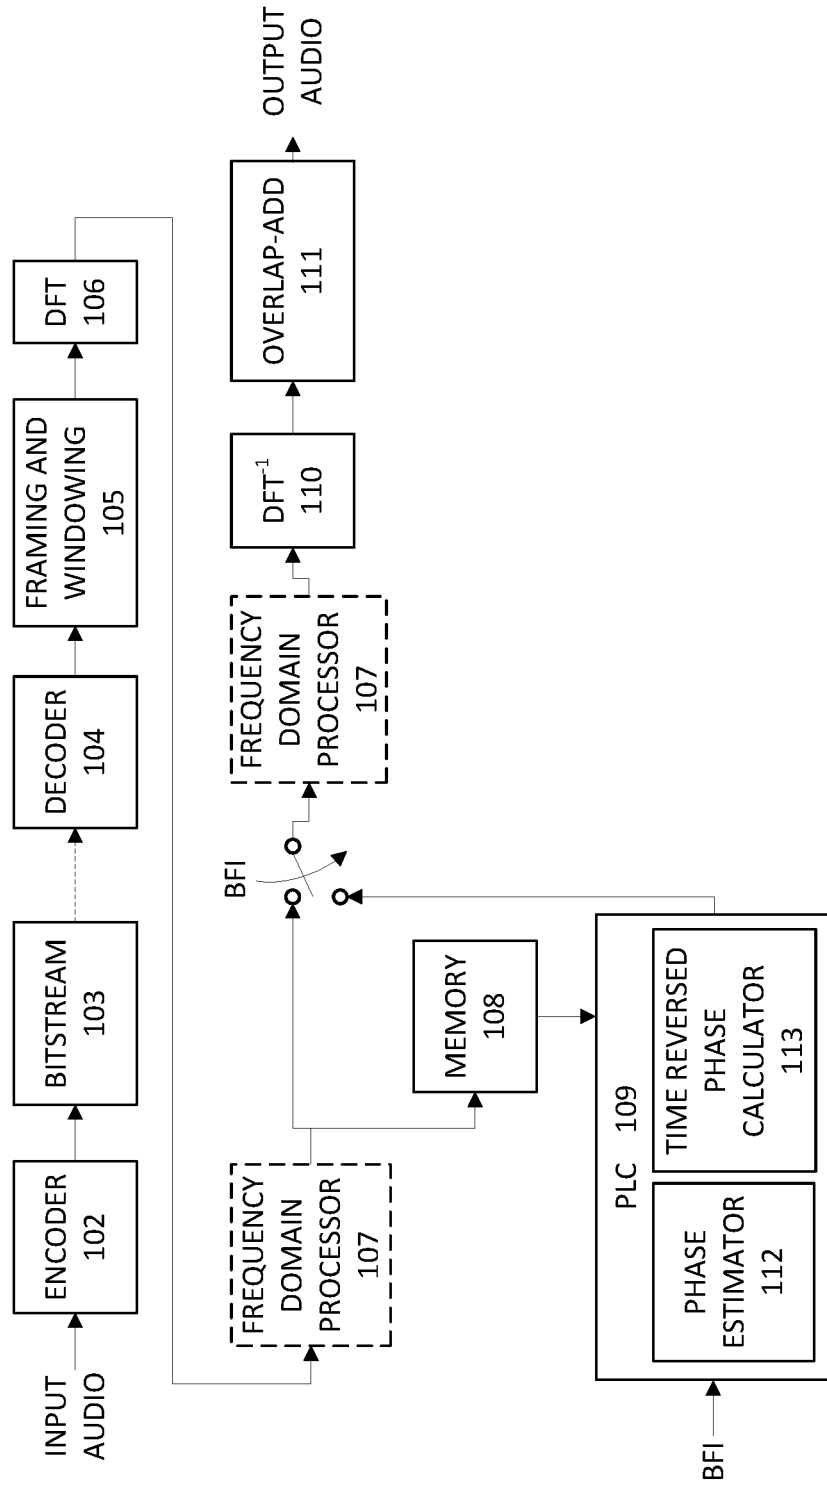 INPUT
AUDIO
ENCODER
102
BITSTREAM
103
DECODER
104
FRAMING AND
WINDOWING
105
DFT
106
FREQUENCY
DOMAIN
PROCESSOR
107
BFI
FREQUENCY
DOMAIN
PROCESSOR
107
DFT-1
110
OVERLAP-ADD
111
OUTPUT
AUDIO
MEMORY
108
BFI
PLC 109
PHASE
ESTIMATOR
112
TIME REVERSED
PHASE
CALCULATOR
113